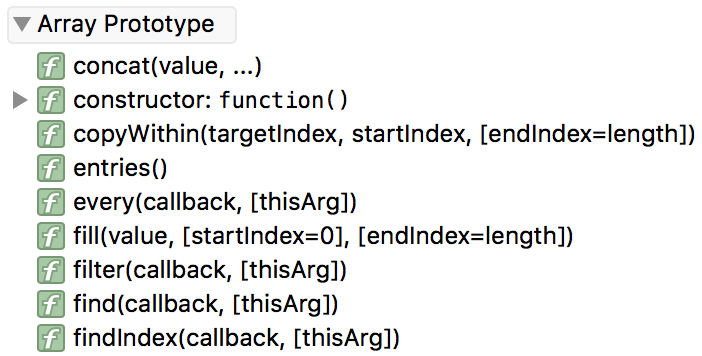 Array Prototype
f concat(value, ...)
f constructor: function()
f copyWithin(targetIndex, startIndex, [endIndex=length])
f entries()
f every(callback, [thisArg])
f fill(value, [startIndex=0], [endIndex=length])
f filter(callback, [thisArg])
f find(callback, [thisArg])
f findIndex(callback, [thisArg])